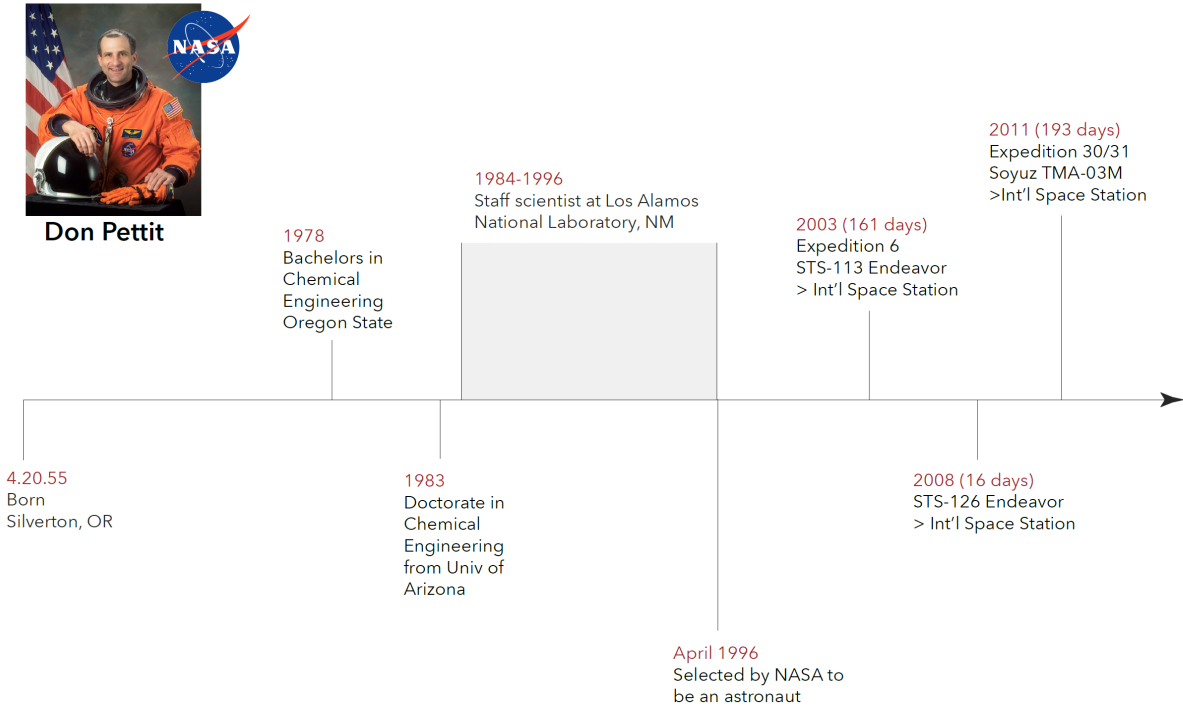 NASA
Don Pettit
1978
Bachelors in
Chemical
Engineering
Oregon State
1984-1996
Staff scientist at Los Alamos
National Laboratory, NM
2003 (161 days)
Expedition 6
STS-113 Endeavor
> Int'l Space Station
2011 (193 days)
Expedition 30/31
Soyuz TMA-03M
>Int'l Space Station
4.20.55
Born
Silverton, OR
1983
Doctorate in
Chemical
Engineering
from Univ of
Arizona
April 1996
Selected by NASA to
be an astronaut
2008 (16 days)
STS-126 Endeavor
> Int'l Space Station